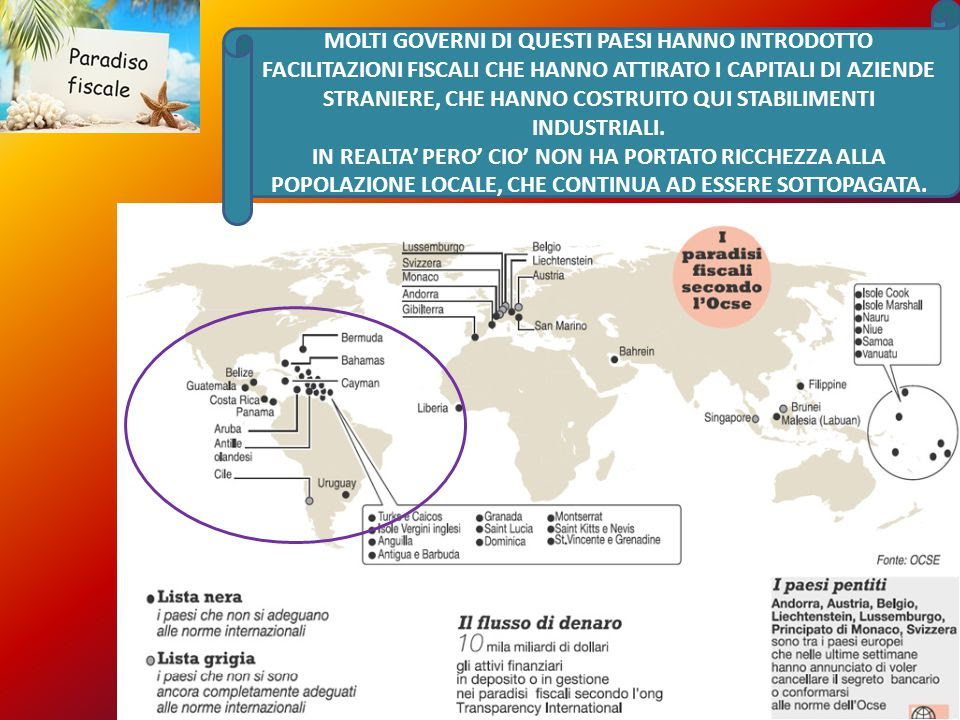 Paradiso
fiscale
MOLTI GOVERNI DI QUESTI PAESI HANNO INTRODOTTO
FACILITAZIONI FISCALI CHE HANNO ATTIRATO I CAPITALI DI AZIENDE
STRANIERE, CHE HANNO COSTRUITO QUI STABILIMENTI
INDUSTRIALI.
IN REALTA' PERO' CIO' NON HA PORTATO RICCHEZZA ALLA
POPOLAZIONE LOCALE, CHE CONTINUA AD ESSERE SOTTOPAGATA.
I
paradisi
fiscali
secondo
l'Ocse
Lussemburgo
Svizzera
Monaco
Andorra
Gibilterra
Belgio
Liechtenstein
Austria
San Marino
Bahrein
Isole Cook
Isole Marshall
Nauru
Niue
Samoa
Vanuatu
Bermuda
Bahamas
Cayman
Belize
Guatemala
Costa Rica
Panama
Aruba
Antille
olandesi
Cile
Uruguay
Liberia
Filippine
Singapore
Brunei
Malesia (Labuan)
Turks e Caicos
Isole Vergini inglesi
Anguilla
Antigua e Barbuda
Granada
Saint Lucia
Dominica
Montserrat
Saint Kitts e Nevis
St.Vincente e Grenadine
Fonte: OCSE
Lista nera
i paesi che non si adeguano
alle norme internazionali
Lista grigia
i paesi che non si sono
ancora completamente adeguati
alle norme internazionali
Il flusso di denaro
10 mila miliardi di dollari
gli attivi finanziari
in deposito o in gestione
nei paradisi fiscali secondo l'ong
Transparency International
I paesi pentiti
Andorra, Austria, Belgio,
Liechtenstein, Lussemburgo,
Principato di Monaco, Svizzera
sono tra i paesi europei
che nelle ultime settimane
hanno annunciato di voler
cancellare il segreto bancario
o conformarsi
alle norme dell'Ocse